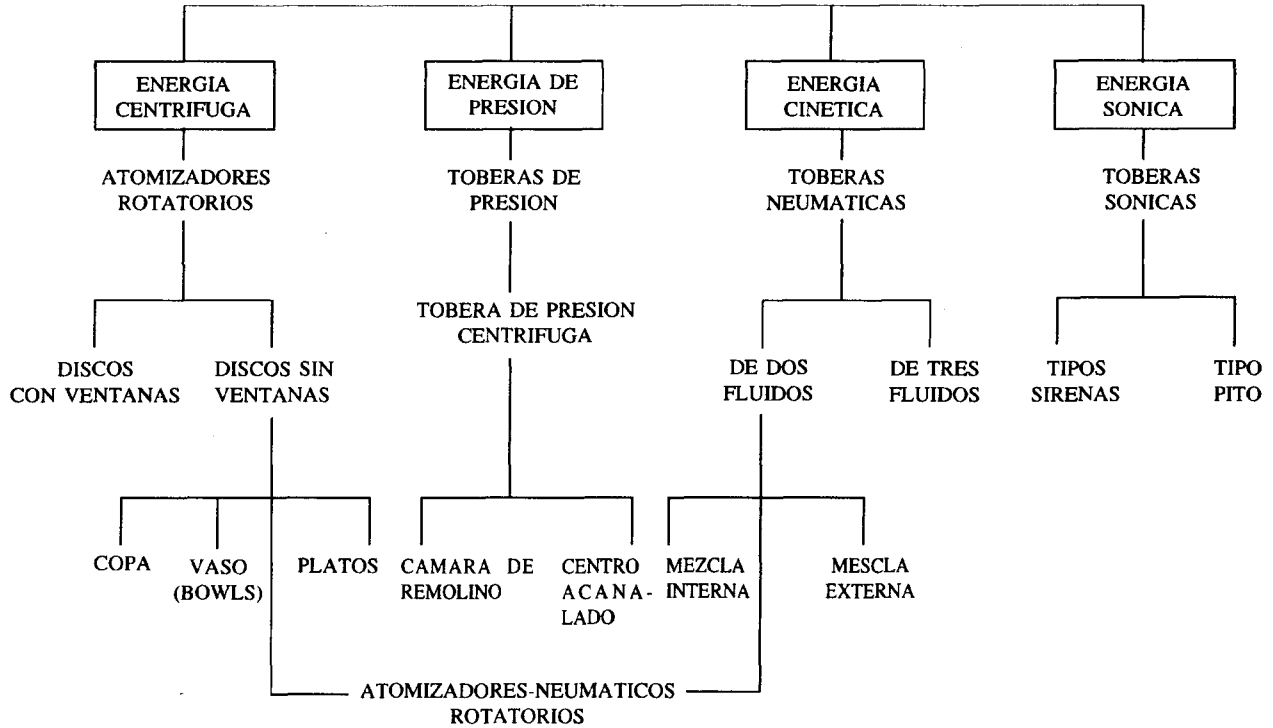 ENERGIA
CENTRIFUGA
ENERGIA DE
PRESION
ENERGIA
CINETICA
ENERGIA
SONICA
ATOMIZADORES
ROTATORIOS
TOBERAS DE
PRESION
TOBERAS
NEUMATICAS
TOBERAS
SONICAS
TOBERA DE PRESION
CENTRIFUGA
DISCOS
CON VENTANAS
DISCOS SIN
VENTANAS
DE DOS
FLUIDOS
DE TRES
FLUIDOS
TIPOS
SIRENAS
TIPO
PITO
COPA
VASO
(BOWLS)
PLATOS
CAMARA DE
REMOLINO
CENTRO
ACANA-
LADO
MEZCLA
INTERNA
MESCLA
EXTERNA
ATOMIZADORES-NEUMATICOS
ROTATORIOS